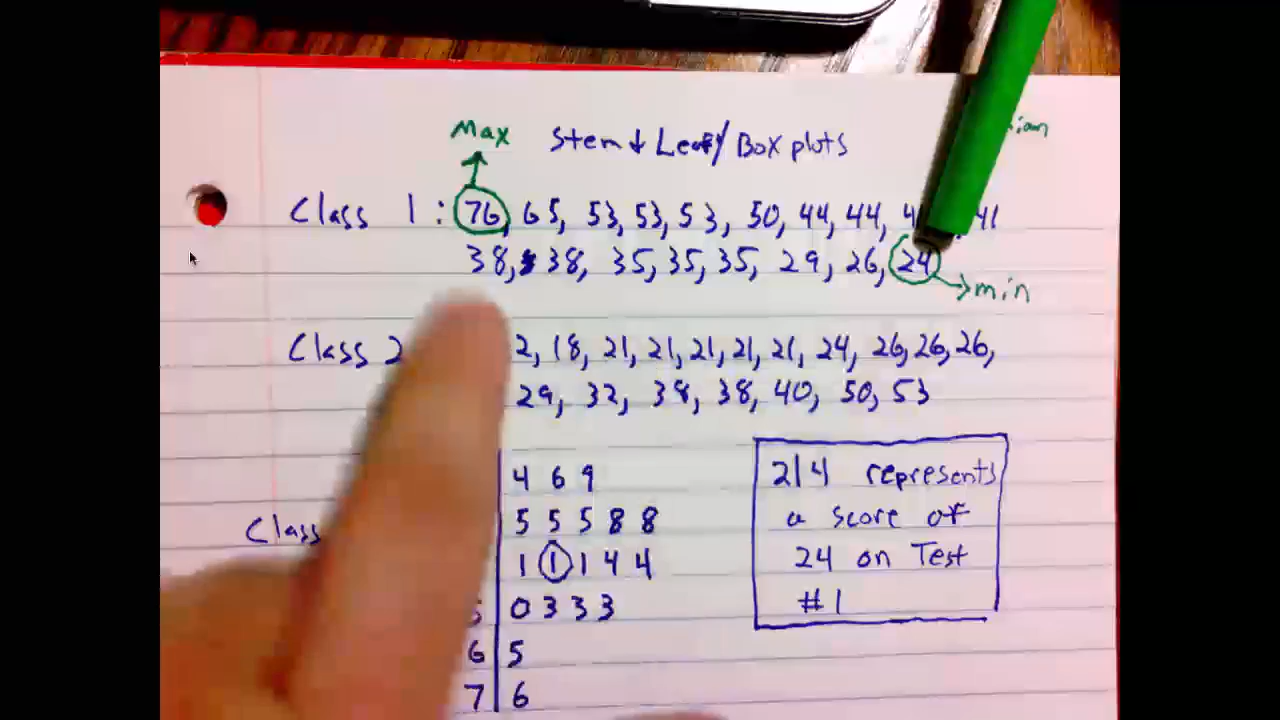 Max Stem & Leaf/Box plots
Class 1: 76, 65, 53, 53, 53, 50, 44, 44, 41
38, 38, 35, 35, 35, 29, 26, 24 min
Class 2 2, 18, 21, 21, 21, 21, 21, 24, 26, 26, 26,
29, 32, 38, 38, 40, 50, 53
4 6 9
Class 5 5 5 8 8
1 1 1 4 4
0 3 3 3
6 | 5
7 | 6
2|4 represents
a score of
24 on Test
#1